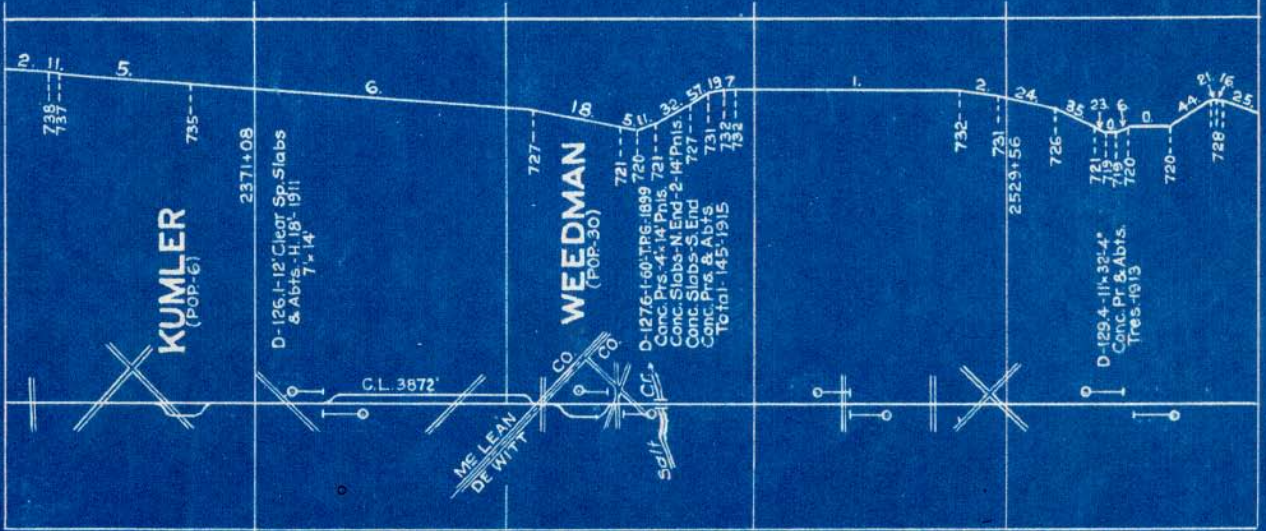 2.
11.
5.
6.
18.
5.
11.
32.
57.
19
7
1.
2.
24.
35.
23.
0.
6.
0.
44.
21.
16.
25.
738
737
735
2371+08
727
721
720
721
727
731
732
732
732
731
2529+56
726
721
719
719
720
720
728
KUMLER
(POP.-6)
D-126.1-12' Clear Sp. Slabs
& Abts.-H.18'-1911
7'x14'
WEEDMAN
(POP.-30)
D-127.6-1-60'-T.P.G.-1899
Conc. Prs.-4x14' Pnls.
Conc. Slabs-N. End-2-14' Pnls
Conc. Slabs-S. End
Conc. Prs. & Abts.
Total-145'-1915
D-129.4-11x32'-4"
Conc. Pr. & Abts.
Tres-1913
C.L. 3872'
Mc LEAN CO.
DE WITT CO.
Salt Cr.